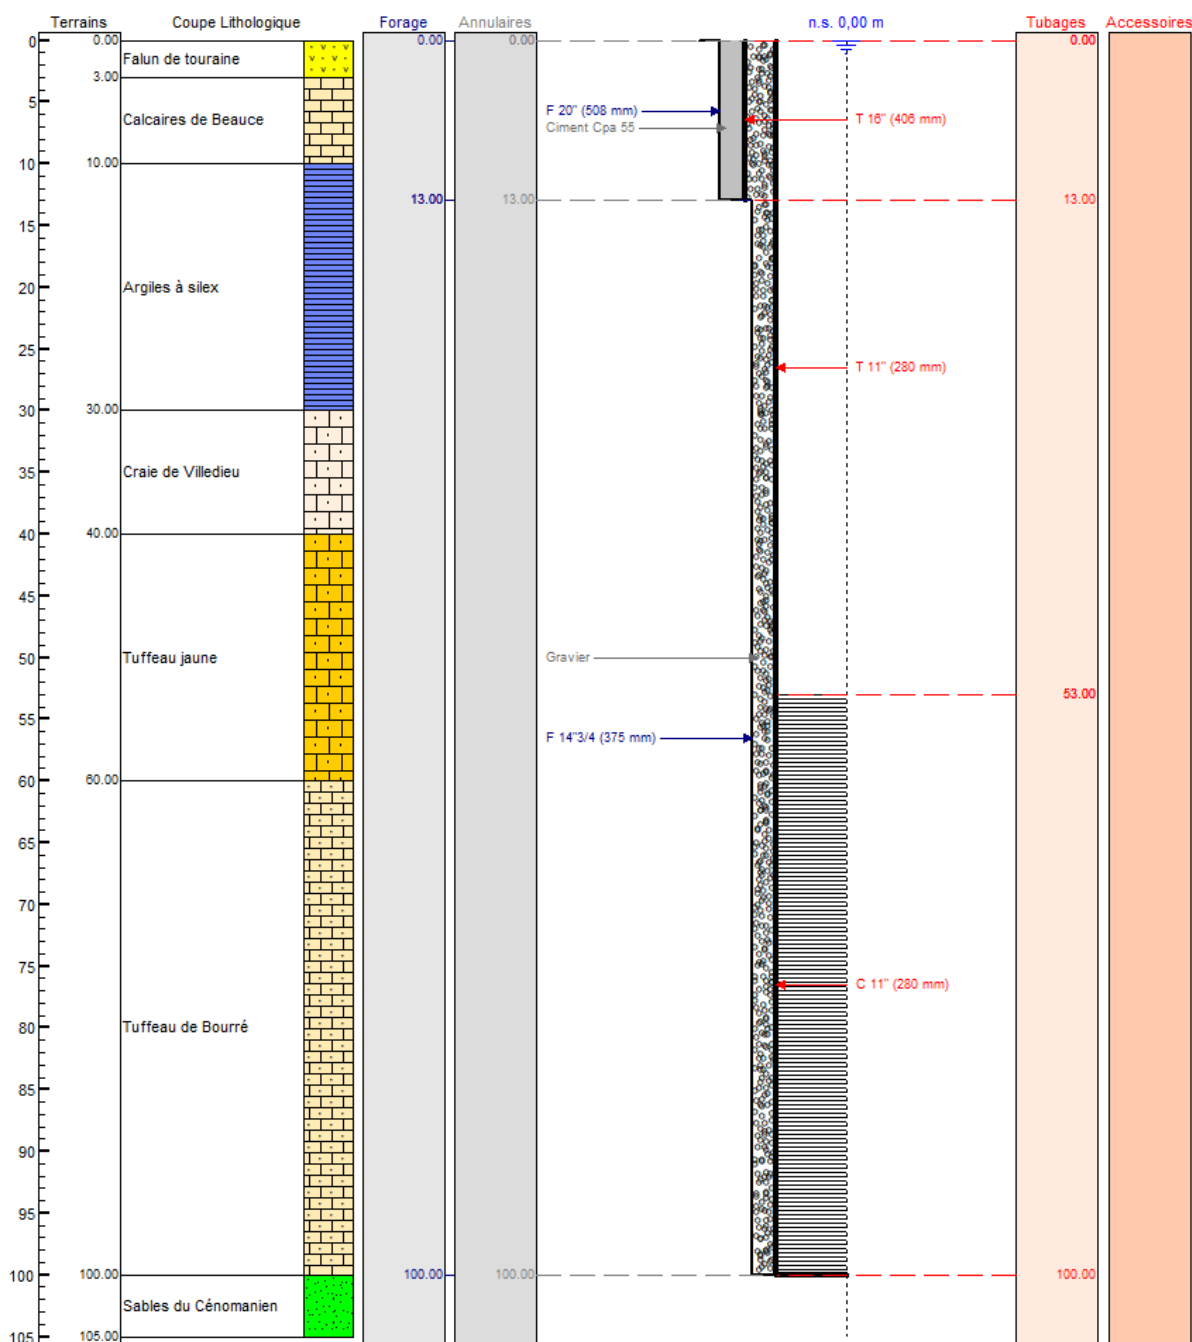 Terrains Coupe Lithologique Forage Annulaires n.s. 0,00 m Tubages Accessoires
0 0.00 0.00 0.00 0.00
Falun de touraine
3.00
5
F 20" (508 mm)
Calcaires de Beauce T 16" (406 mm)
Ciment Cpa 55
10 10.00
13.00 13.00 13.00
15
20 Argiles à silex
25
T 11" (280 mm)
30 30.00
35 Craie de Villedieu
40 40.00
45
50 Tuffeau jaune Gravier
53.00
55
F 14"3/4 (375 mm)
60 60.00
65
70
75
C 11" (280 mm)
80 Tuffeau de Bourré
85
90
95
100 100.00 100.00 100.00 100.00
Sables du Cénomanien
105 105.00